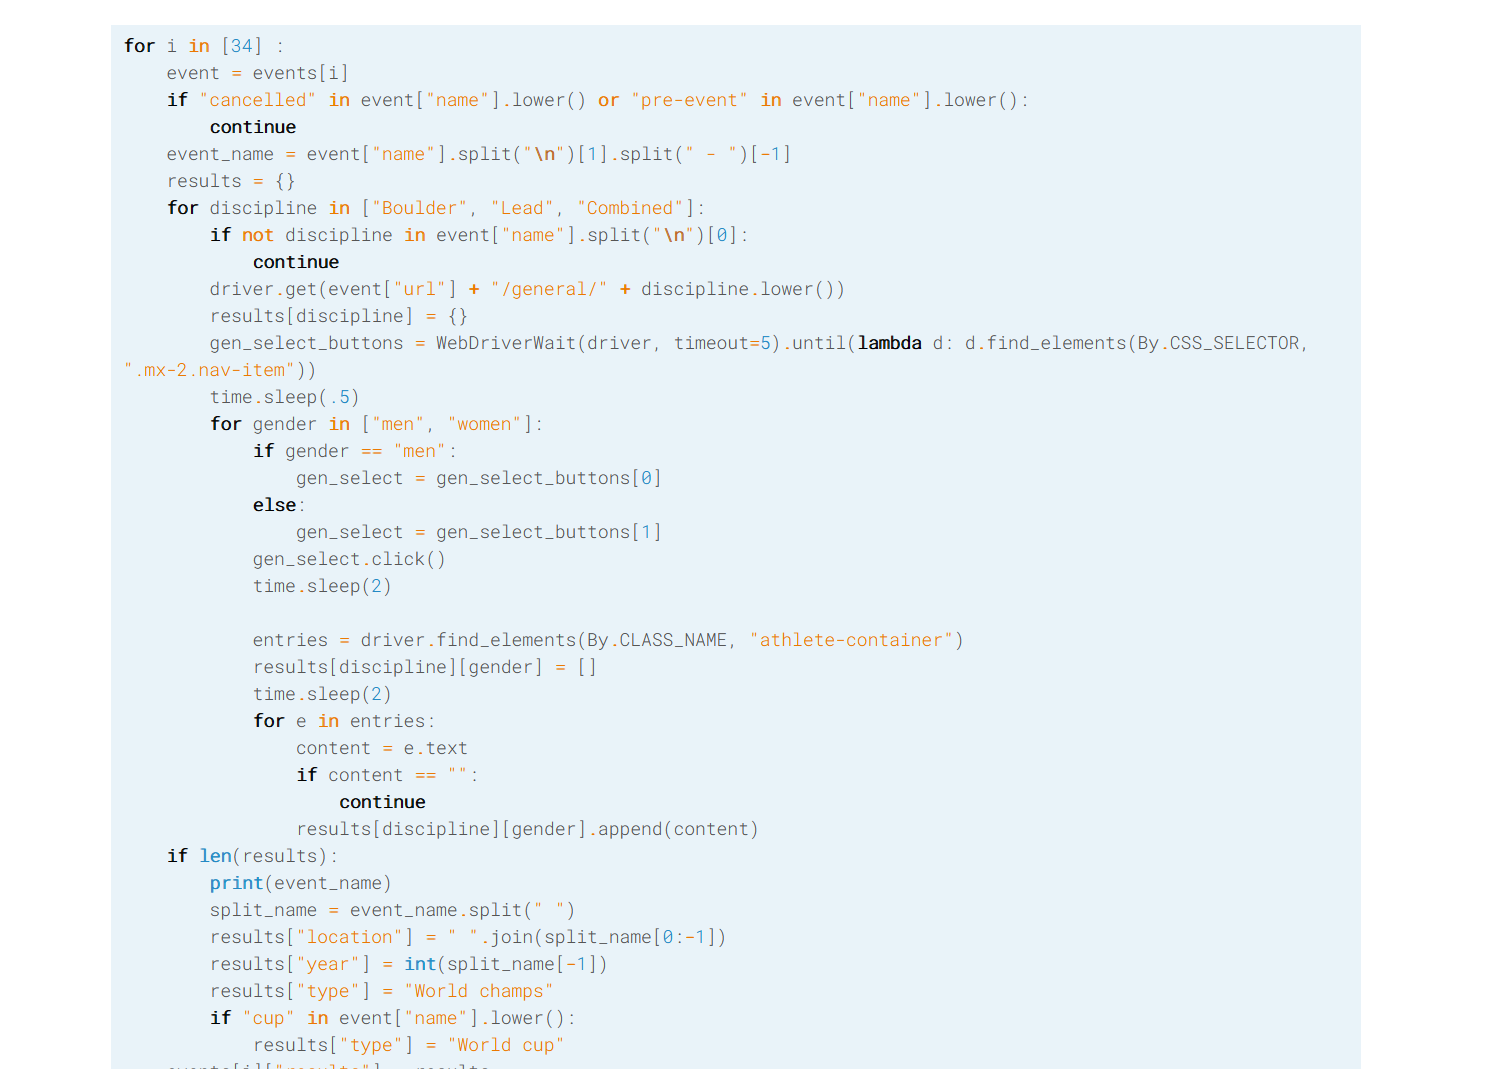 for i in [34] :
    event = events[i]
    if "cancelled" in event["name"].lower() or "pre-event" in event["name"].lower():
        continue
    event_name = event["name"].split("\n")[1].split(" - ")[-1]
    results = {}
    for discipline in ["Boulder", "Lead", "Combined"]:
        if not discipline in event["name"].split("\n")[0]:
            continue
        driver.get(event["url"] + "/general/" + discipline.lower())
        results[discipline] = {}
        gen_select_buttons = WebDriverWait(driver, timeout=5).until(lambda d: d.find_elements(By.CSS_SELECTOR,
".mx-2.nav-item"))
        time.sleep(.5)
        for gender in ["men", "women"]:
            if gender == "men":
                gen_select = gen_select_buttons[0]
            else:
                gen_select = gen_select_buttons[1]
            gen_select.click()
            time.sleep(2)

            entries = driver.find_elements(By.CLASS_NAME, "athlete-container")
            results[discipline][gender] = []
            time.sleep(2)
            for e in entries:
                content = e.text
                if content == "":
                    continue
                results[discipline][gender].append(content)
    if len(results):
        print(event_name)
        split_name = event_name.split(" ")
        results["location"] = " ".join(split_name[0:-1])
        results["year"] = int(split_name[-1])
        results["type"] = "World champs"
        if "cup" in event["name"].lower():
            results["type"] = "World cup"
    events[i]["results"] = results